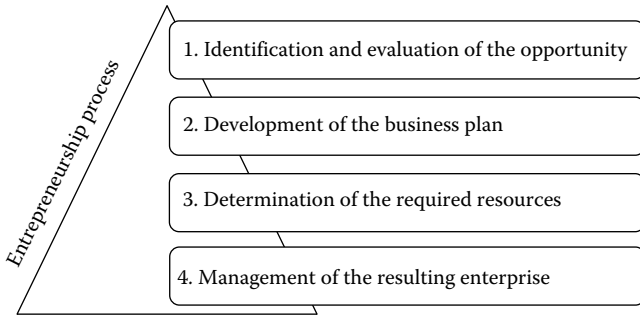 Entrepreneurship process
1. Identification and evaluation of the opportunity
2. Development of the business plan
3. Determination of the required resources
4. Management of the resulting enterprise